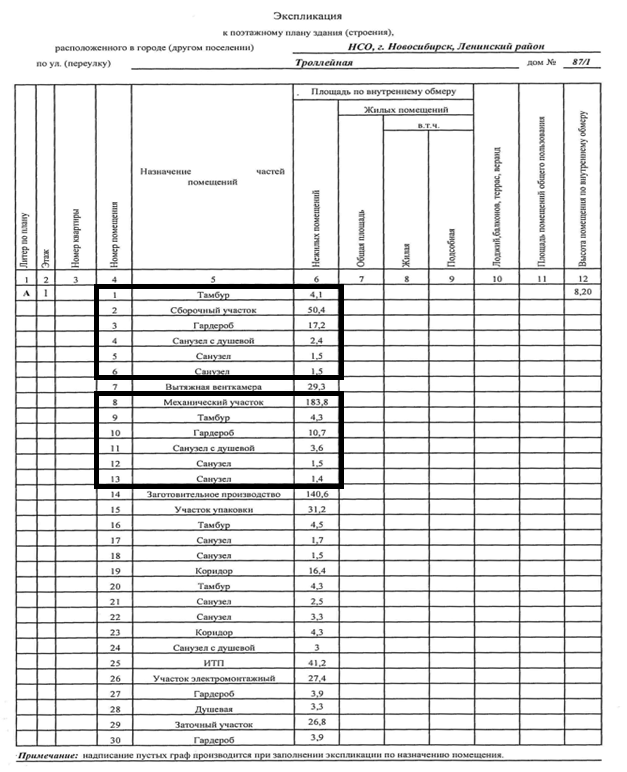 Экспликация
к поэтажному плану здания (строения),
расположенного в городе (другом поселении) НСО, г. Новосибирск, Ленинский район
по ул. (переулку) Троллейная дом № 87/1
Литер по плану
Этаж
Номер квартиры
Номер помещения
Назначение частей
помещений
Площадь по внутреннему обмеру
Нежилых помещений
Жилых помещений
Общая площадь
в.т.ч.
Жилая
Подсобная
Лоджий,балконов, террас, веранд
Площадь помещений общего пользования
Высота помещения по внутреннему обмеру
1 2 3 4 5 6 7 8 9 10 11 12
А 1 1 Тамбур 4,1 8,20
2 Сборочный участок 50,4
3 Гардероб 17,2
4 Санузел с душевой 2,4
5 Санузел 1,5
6 Санузел 1,5
7 Вытяжная венткамера 29,3
8 Механический участок 183,8
9 Тамбур 4,3
10 Гардероб 10,7
11 Санузел с душевой 3,6
12 Санузел 1,5
13 Санузел 1,4
14 Заготовительное производство 140,6
15 Участок упаковки 31,2
16 Тамбур 4,5
17 Санузел 1,7
18 Санузел 1,5
19 Коридор 16,4
20 Тамбур 4,3
21 Санузел 2,5
22 Санузел 3,3
23 Коридор 4,3
24 Санузел с душевой 3
25 ИТП 41,2
26 Участок электромонтажный 27,4
27 Гардероб 3,9
28 Душевая 3,3
29 Заточный участок 26,8
30 Гардероб 3,9
Примечание: надписание пустых граф производится при заполнении экспликации по назначению помещения.